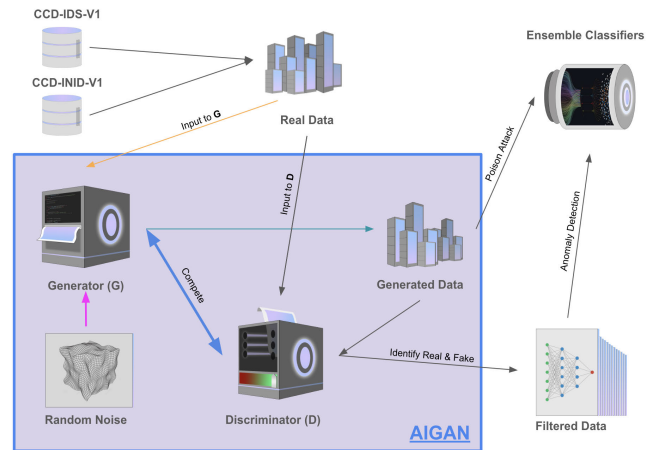 CCD-IDS-V1
CCD-INID-V1
Real Data
Ensemble Classifiers
Input to G
Input to D
Poison Attack
Anomaly Detection
Generator (G)
Compete
Generated Data
Identify Real & Fake
Random Noise
Discriminator (D)
AIGAN
Filtered Data